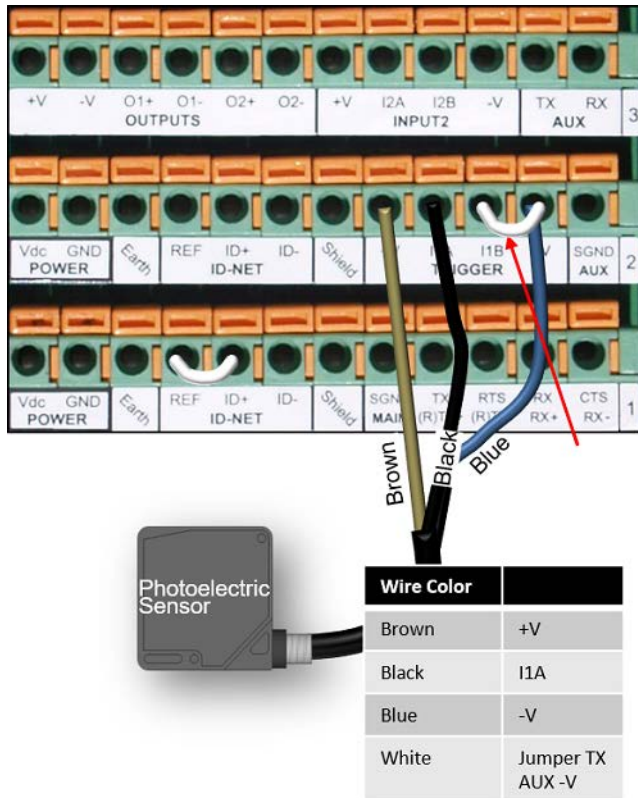 +V -V O1+ O1- O2+ O2- +V I2A I2B -V TX RX
OUTPUTS INPUT2 AUX 3
Vdc GND Earth REF ID+ ID- Shield I1B V SGND
POWER ID-NET TRIGGER AUX 2
Vdc GND Earth REF ID+ ID- Shield TX RTS RX CTS
POWER ID-NET MAIN RX+ RX- 1
Brown Black Blue
Photoelectric
Sensor
Wire Color
Brown +V
Black I1A
Blue -V
White Jumper TX
AUX -V